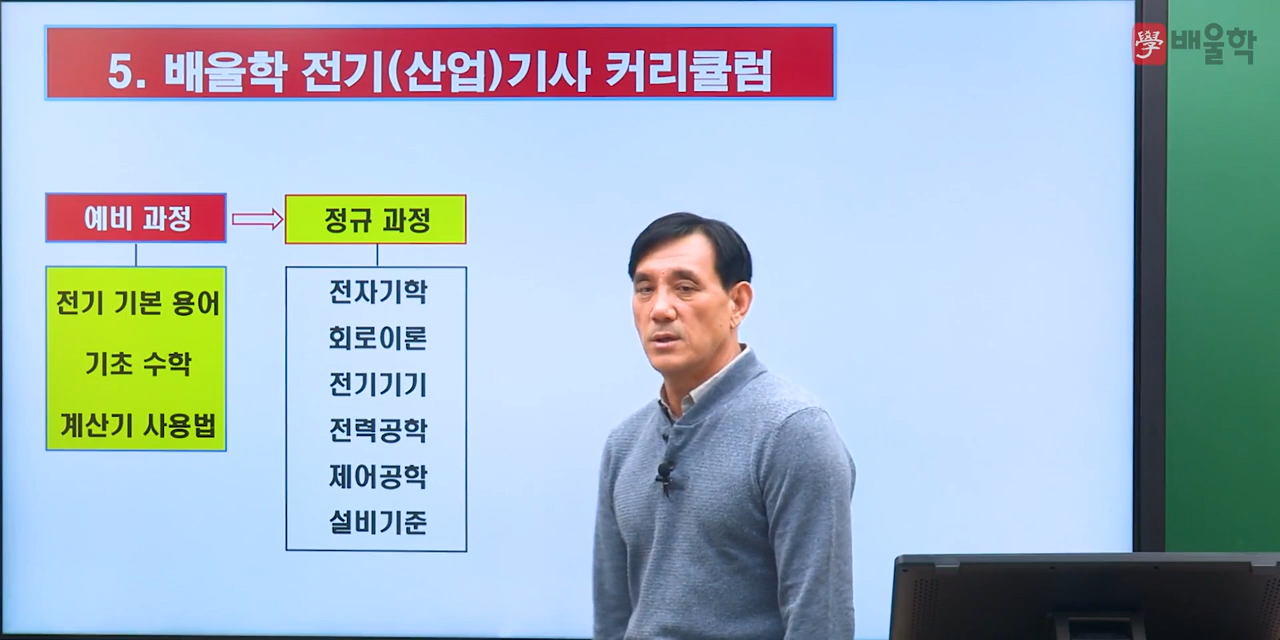 5. 배울학 전기(산업)기사 커리큘럼
學배울학
예비 과정
정규 과정
전기 기본 용어
기초 수학
계산기 사용법
전자기학
회로이론
전기기기
전력공학
제어공학
설비기준